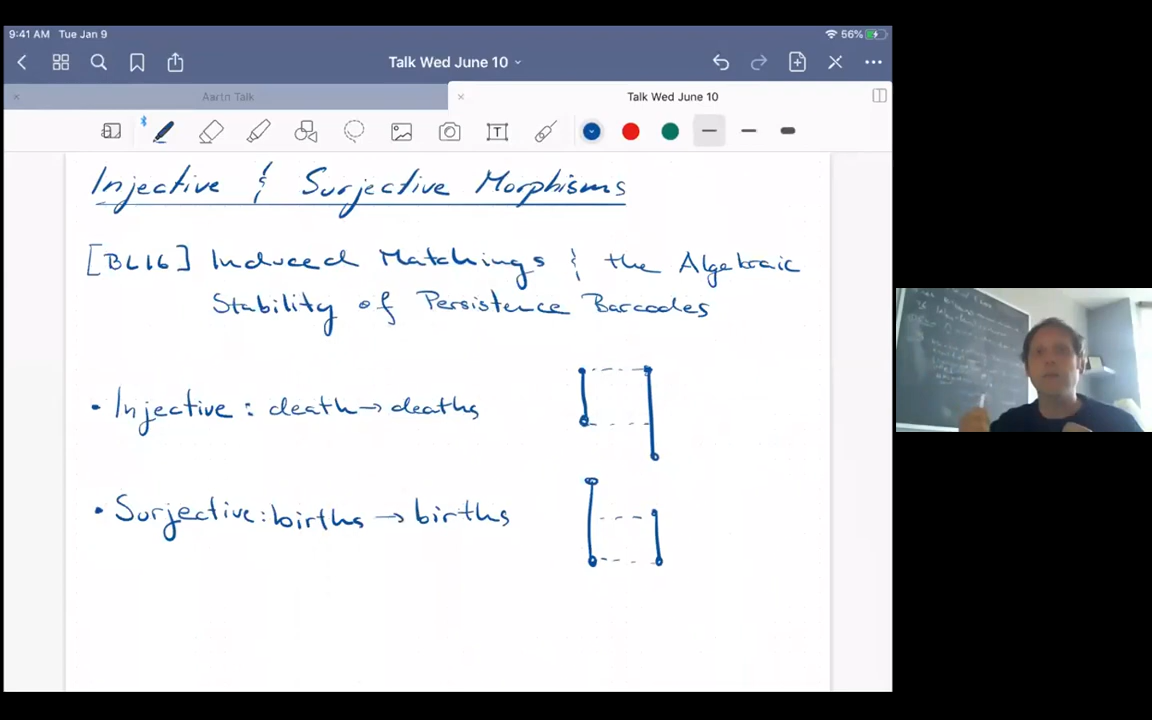 9:41 AM Tue Jan 9
56%
Talk Wed June 10
Aarth Talk
Talk Wed June 10
Injective & Surjective Morphisms
[BL16] Induced Matchings & the Algebraic
Stability of Persistence Barcodes
• Injective: death → deaths
• Surjective: births → births